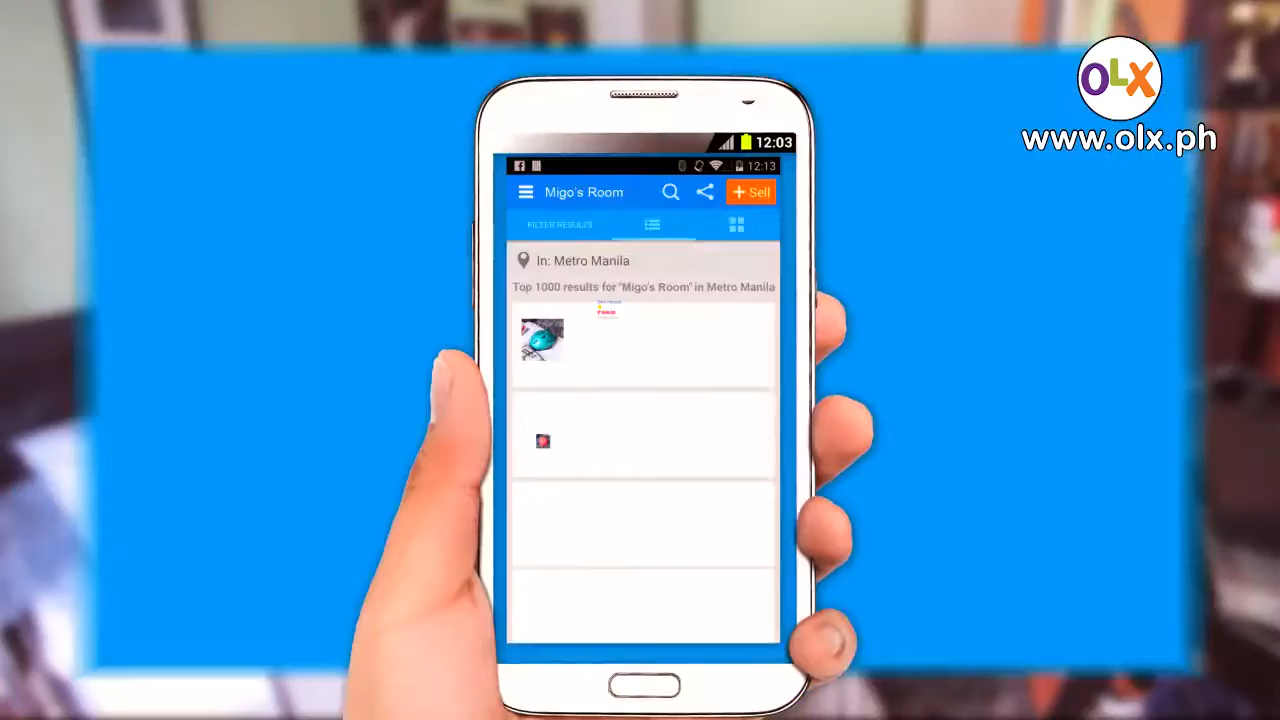 OLX
www.olx.ph
12:03
12:13
Migo's Room
+ Sell
FILTER RESULTS
In: Metro Manila
Top 1000 results for "Migo's Room" in Metro Manila